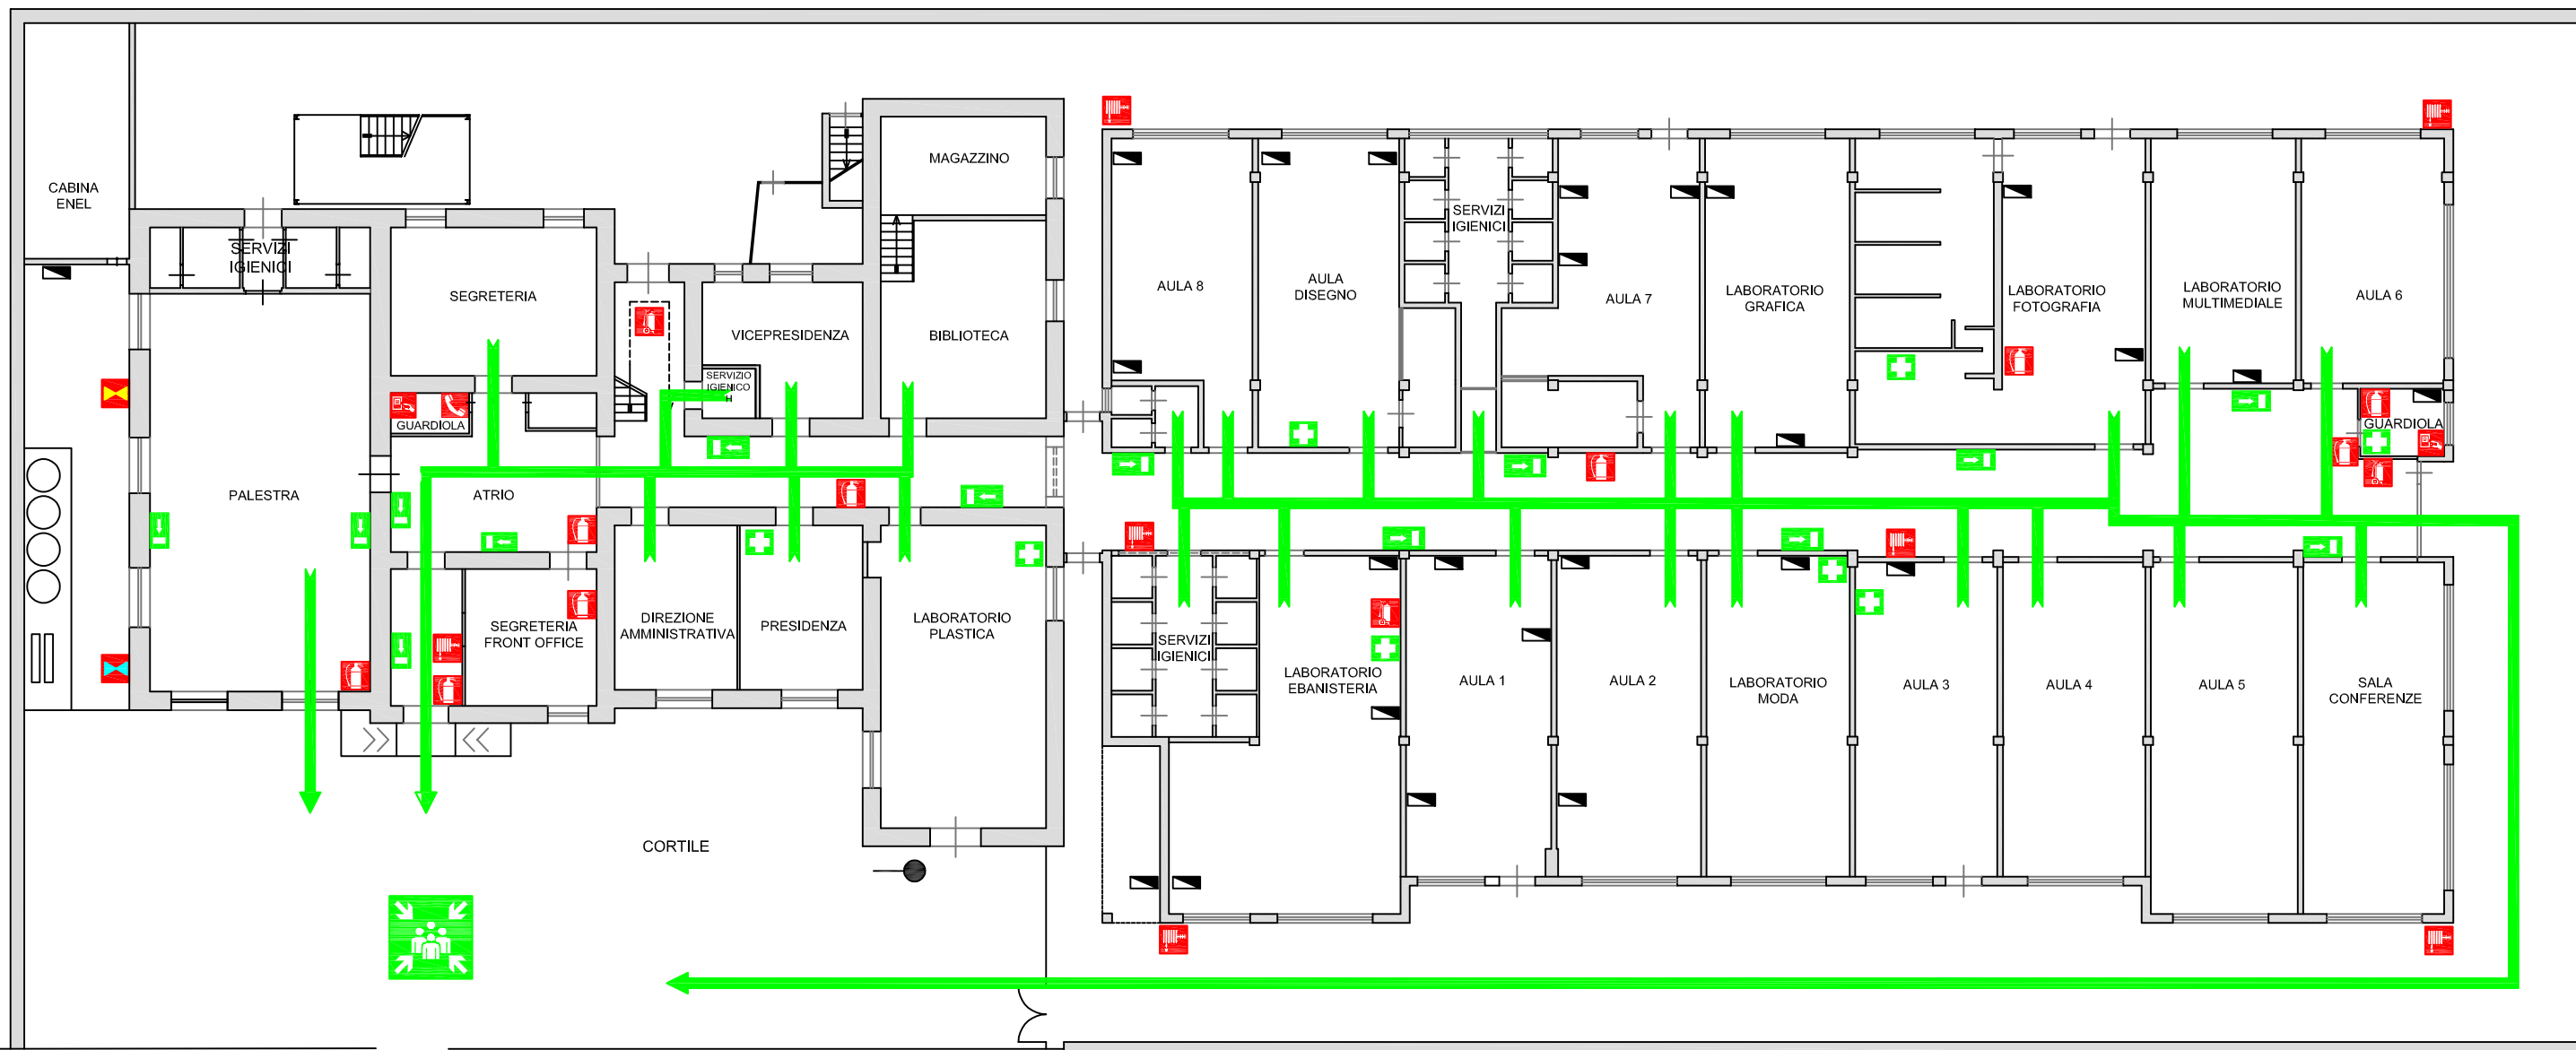 CABINA
ENEL
SERVIZI
IGIENICI
SEGRETERIA
GUARDIOLA
PALESTRA
ATRIO
SEGRETERIA
FRONT OFFICE
VICEPRESIDENZA
SERVIZIO
IGIENICO
H
MAGAZZINO
BIBLIOTECA
DIREZIONE
AMMINISTRATIVA
PRESIDENZA
LABORATORIO
PLASTICA
CORTILE
AULA 8
AULA
DISEGNO
SERVIZI
IGIENICI
AULA 7
LABORATORIO
GRAFICA
LABORATORIO
FOTOGRAFIA
LABORATORIO
MULTIMEDIALE
AULA 6
GUARDIOLA
SERVIZI
IGIENICI
LABORATORIO
EBANISTERIA
AULA 1
AULA 2
LABORATORIO
MODA
AULA 3
AULA 4
AULA 5
SALA
CONFERENZE